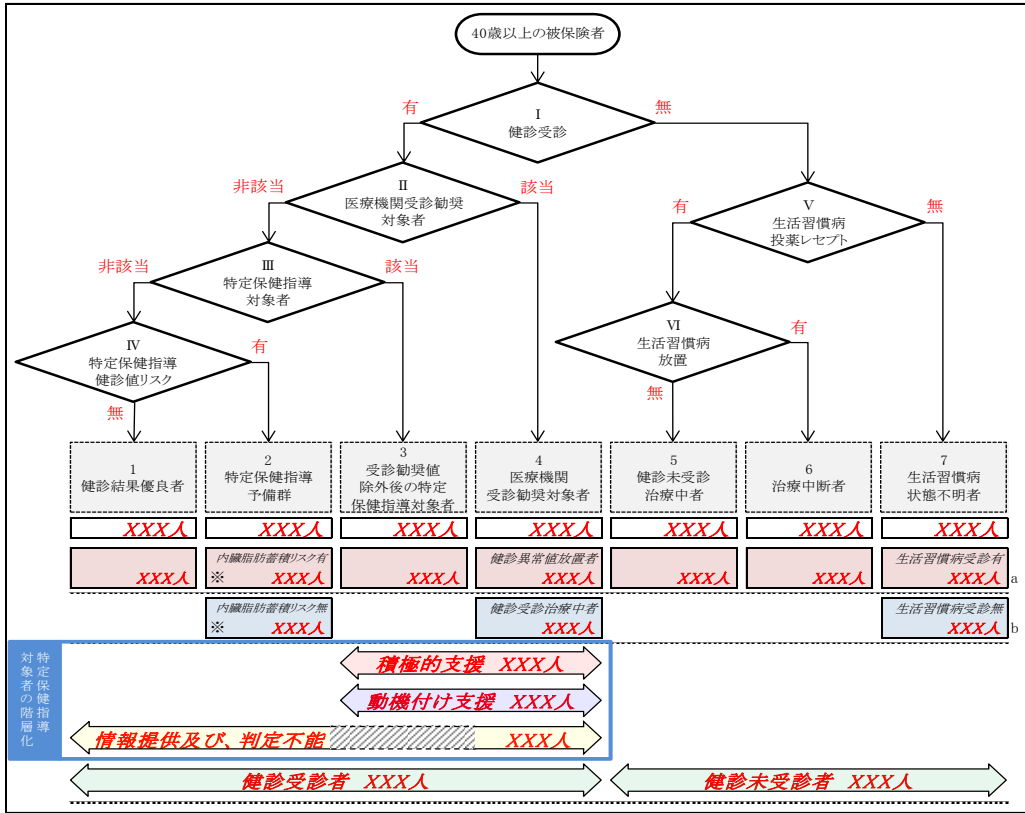 40歳以上の被保険者
Ⅰ
健診受診
有
無
Ⅱ
医療機関受診勧奨
対象者
非該当
該当
Ⅴ
生活習慣病
投薬レセプト
有
無
Ⅲ
特定保健指導
対象者
非該当
該当
Ⅳ
特定保健指導
健診値リスク
有
無
Ⅵ
生活習慣病
放置
有
無
1
健診結果優良者
2
特定保健指導
予備群
3
受診勧奨値
除外後の特定
保健指導対象者
4
医療機関
受診勧奨対象者
5
健診未受診
治療中者
6
治療中断者
7
生活習慣病
状態不明者
XXX人
XXX人
XXX人
XXX人
XXX人
XXX人
XXX人
XXX人
内臓脂肪蓄積リスク有
※ XXX人
XXX人
健診異常値放置者
XXX人
XXX人
XXX人
生活習慣病受診有
XXX人
a
内臓脂肪蓄積リスク無
※ XXX人
健診受診治療中者
XXX人
生活習慣病受診無
XXX人
b
特定保健指導
対象者の階層化
積極的支援 XXX人
動機付け支援 XXX人
情報提供及び、判定不能 XXX人
健診受診者 XXX人
健診未受診者 XXX人